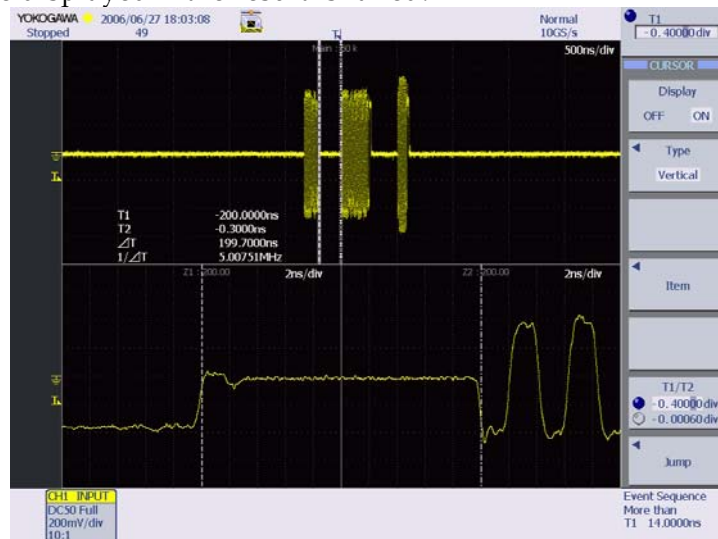 YOKOGAWA 2006/06/27 18:03:08
Stopped 49
Normal
10GS/s
T1
-0.40000div
500ns/div
CURSOR
Display
OFF ON
Type
Vertical
T1 -200.0000ns
T2 -0.3000ns
⊿T 199.7000ns
1/⊿T 5.00751MHz
2ns/div
2ns/div
Item
T1/T2
-0.40000div
-0.00060div
Jump
CH1 INPUT
DC50 Full
200mV/div
10:1
Event Sequence
More than
T1 14.0000ns